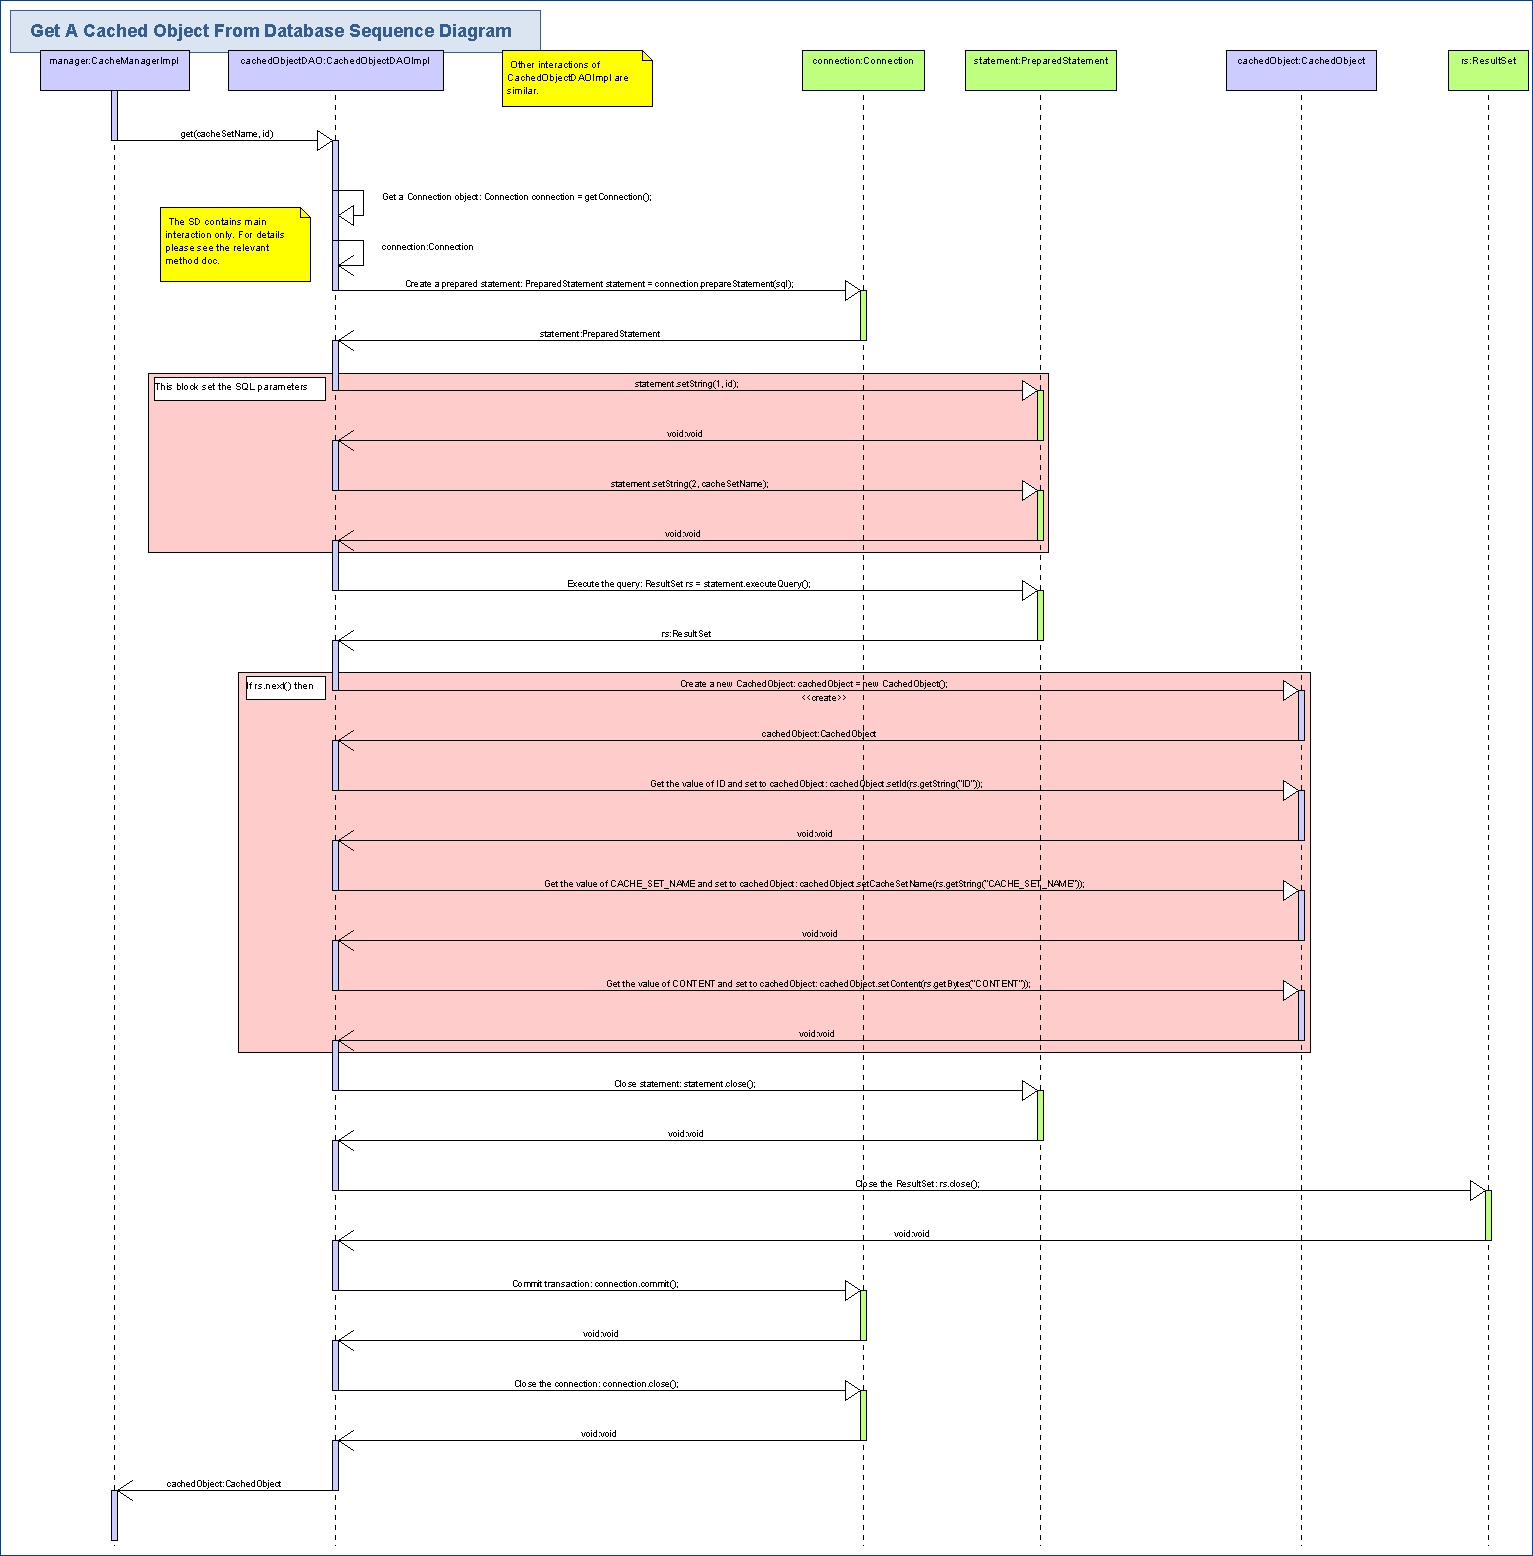 Get A Cached Object From Database Sequence Diagram
manager:CacheManagerImpl
cachedObjectDAO:CachedObjectDAOImpl
Other interactions of
CachedObjectDAOImpl are
similar.
connection:Connection
statement:PreparedStatement
cachedObject:CachedObject
rs:ResultSet
get(cacheSetName, id)
Get a Connection object: Connection connection = getConnection();
The SD contains main
interaction only. For details
please see the relevant
method doc.
connection:Connection
Create a prepared statement: PreparedStatement statement = connection.prepareStatement(sql);
statement:PreparedStatement
This block set the SQL parameters
statement.setString(1, id);
void:void
statement.setString(2, cacheSetName);
void:void
Execute the query: ResultSet rs = statement.executeQuery();
rs:ResultSet
If rs.next() then
Create a new CachedObject: cachedObject = new CachedObject();
<<create>>
cachedObject:CachedObject
Get the value of ID and set to cachedObject: cachedObject.setId(rs.getString("ID"));
void:void
Get the value of CACHE_SET_NAME and set to cachedObject: cachedObject.setCacheSetName(rs.getString("CACHE_SET_NAME"));
void:void
Get the value of CONTENT and set to cachedObject: cachedObject.setContent(rs.getBytes("CONTENT"));
void:void
Close statement: statement.close();
void:void
Close the ResultSet: rs.close();
void:void
Commit transaction: connection.commit();
void:void
Close the connection: connection.close();
void:void
cachedObject:CachedObject